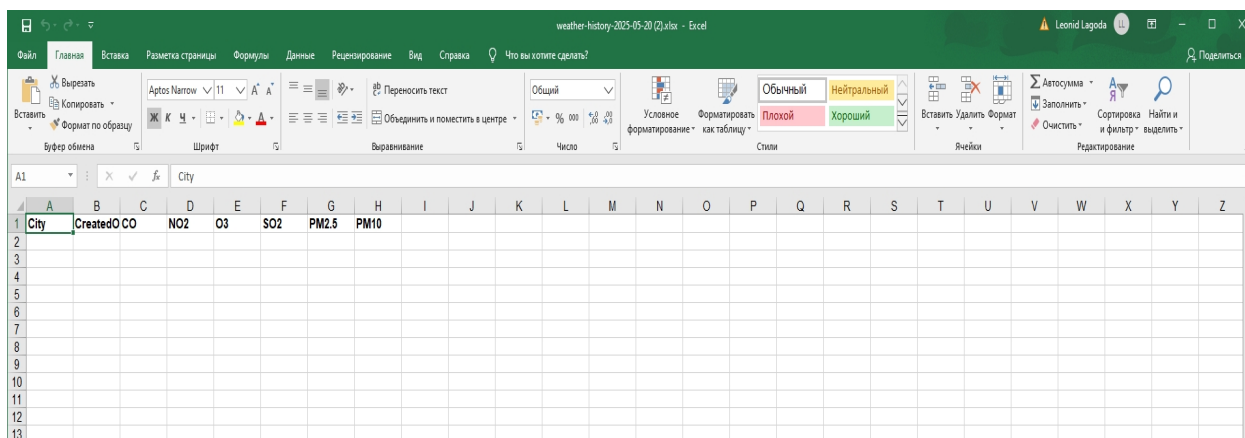 weather-history-2025-05-20 (2).xlsx - Excel
Leonid Lagoda LL
Файл Главная Вставка Разметка страницы Формулы Данные Рецензирование Вид Справка Что вы хотите сделать? Поделиться
Вставить
Вырезать
Копировать
Формат по образцу
Буфер обмена
Aptos Narrow 11 A A
Ж К Ч A
Шрифт
Переносить текст
Объединить и поместить в центре
Выравнивание
Общий
% 000
Число
Условное форматирование
Форматировать как таблицу
Обычный Нейтральный
Плохой Хороший
Стили
Вставить Удалить Формат
Ячейки
Автосумма
Заполнить
Очистить
Сортировка и фильтр
Найти и выделить
Редактирование
A1 fx City
A B C D E F G H I J K L M N O P Q R S T U V W X Y Z
1 City CreatedO CO NO2 O3 SO2 PM2.5 PM10
2
3
4
5
6
7
8
9
10
11
12
13